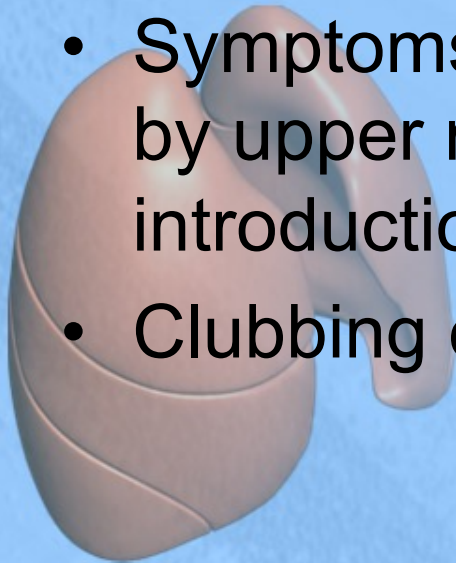 • Symptoms
by upper
introductio
• Clubbing